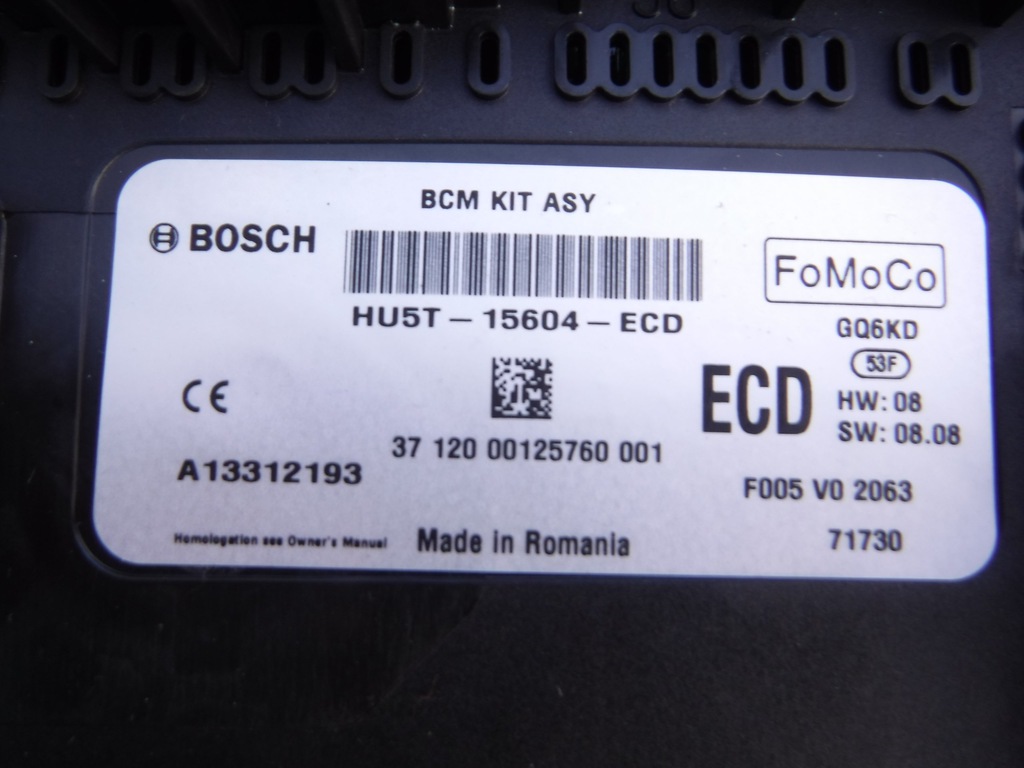 BCM KIT ASY
BOSCH
HU5T-15604-ECD
FoMoCo
GQ6KD
53F
CE
ECD
HW: 08
SW: 08.08
37 120 00125760 001
A13312193
F005 V0 2063
Homologation see Owner's Manual
Made in Romania
71730